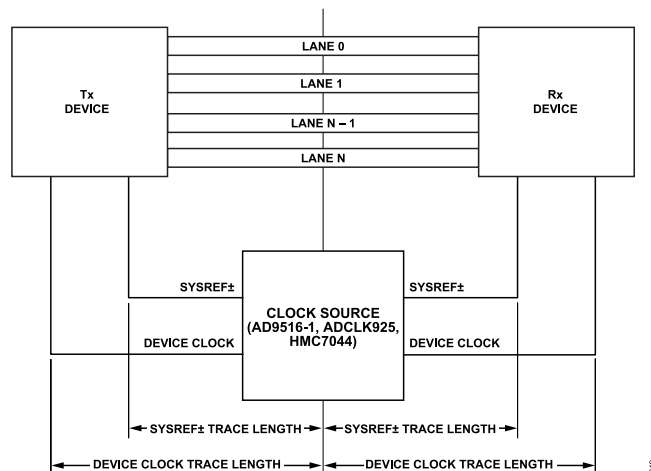 LANE 0
LANE 1
LANE N – 1
LANE N
Tx
DEVICE
Rx
DEVICE
SYSREF±
SYSREF±
CLOCK SOURCE
(AD9516-1, ADCLK925,
HMC7044)
DEVICE CLOCK
DEVICE CLOCK
SYSREF± TRACE LENGTH
SYSREF± TRACE LENGTH
DEVICE CLOCK TRACE LENGTH
DEVICE CLOCK TRACE LENGTH